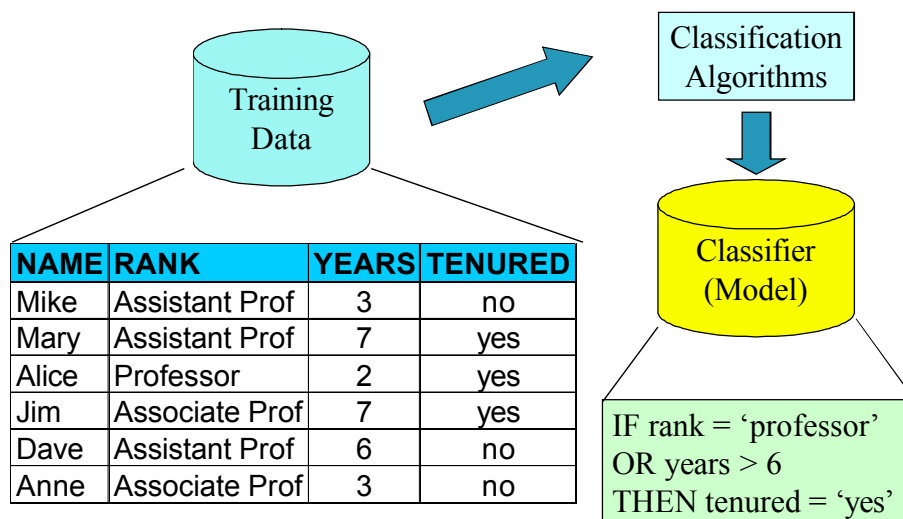 Training
Data
Classification
Algorithms
Classifier
(Model)
NAME RANK YEARS TENURED
Mike Assistant Prof 3 no
Mary Assistant Prof 7 yes
Alice Professor 2 yes
Jim Associate Prof 7 yes
Dave Assistant Prof 6 no
Anne Associate Prof 3 no
IF rank = ‘professor’
OR years > 6
THEN tenured = ‘yes’